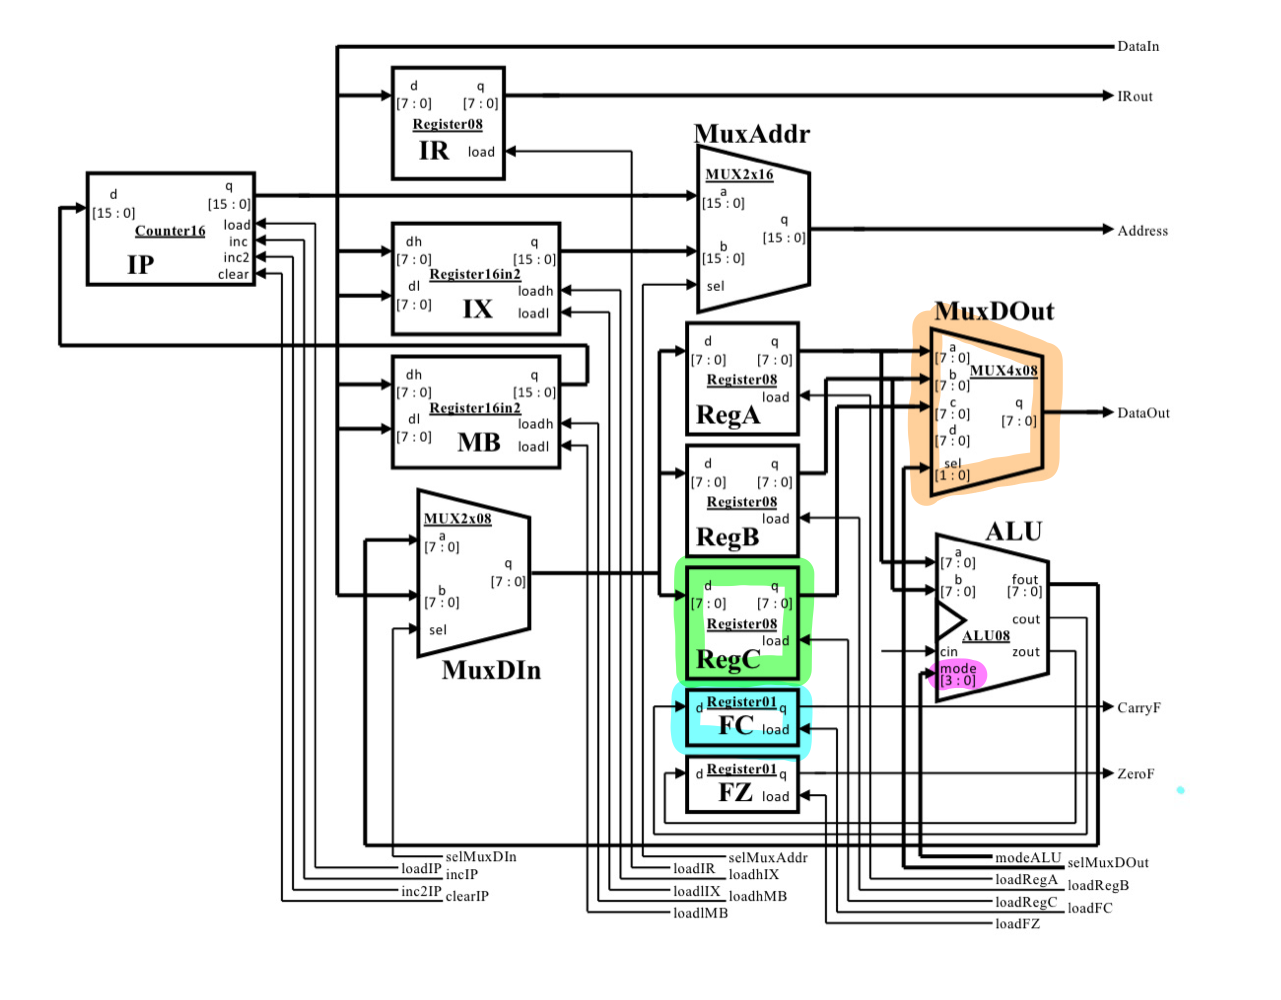 DataIn
d q
[7 : 0] [7 : 0]
Register08
IR load
IRout
MuxAddr
MUX2x16
a
[15 : 0]
q
[15 : 0]
b
[15 : 0]
sel
Address
d q
[15 : 0] [15 : 0]
load
Counter16
inc
IP inc2
clear
dh q
[7 : 0] [15 : 0]
Register16in2
dl loadh
[7 : 0] IX loadl
dh q
[7 : 0] [15 : 0]
Register16in2
dl loadh
[7 : 0] MB loadl
MUX2x08
a
[7 : 0]
q
[7 : 0]
b
[7 : 0]
sel
MuxDIn
d q
[7 : 0] [7 : 0]
Register08
load
RegA
d q
[7 : 0] [7 : 0]
Register08
load
RegB
d q
[7 : 0] [7 : 0]
Register08
load
RegC
Register01
d q
FC load
Register01
d q
FZ load
MuxDOut
a
[7 : 0]
MUX4x08
b
[7 : 0]
c
[7 : 0]
q
[7 : 0]
d
[7 : 0]
sel
[1 : 0]
DataOut
ALU
a
[7 : 0]
b
[7 : 0]
fout
[7 : 0]
cout
ALU08
cin zout
mode
[3 : 0]
CarryF
ZeroF
selMuxDIn
loadIP
incIP
inc2IP
clearIP
selMuxAddr
loadIR
loadhIX
loadlIX
loadhMB
loadlMB
modeALU
selMuxDOut
loadRegA
loadRegB
loadRegC
loadFC
loadFZ